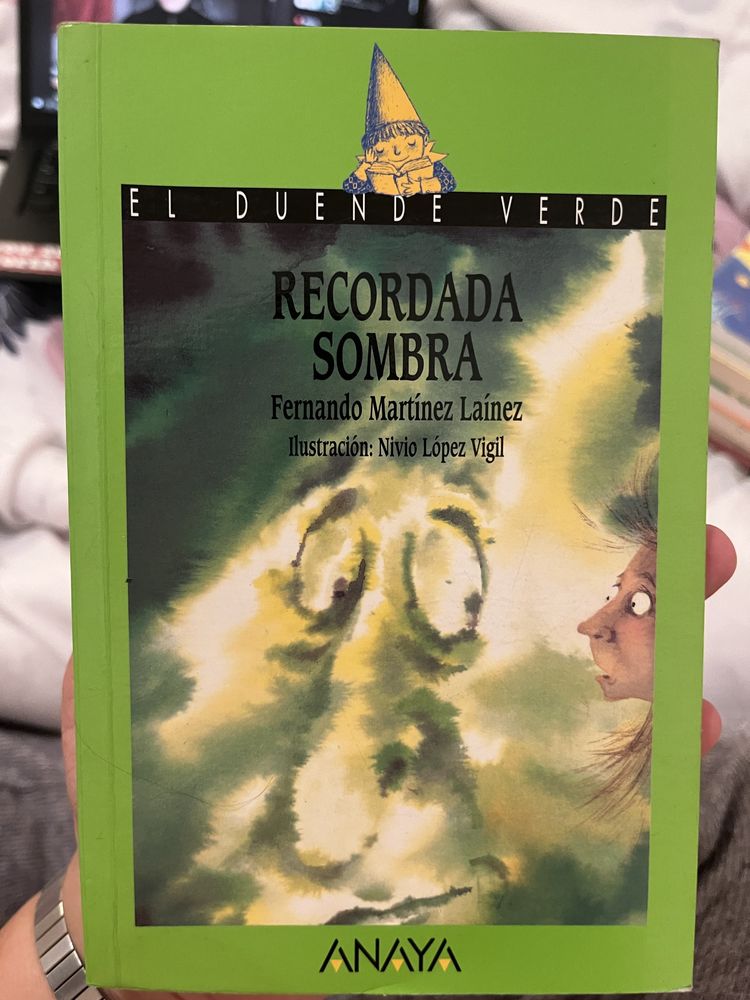 EL DUENDE VERDE
RECORDADA
SOMBRA
Fernando Martínez Laínez
Ilustración: Nivio López Vigil
ANAYA